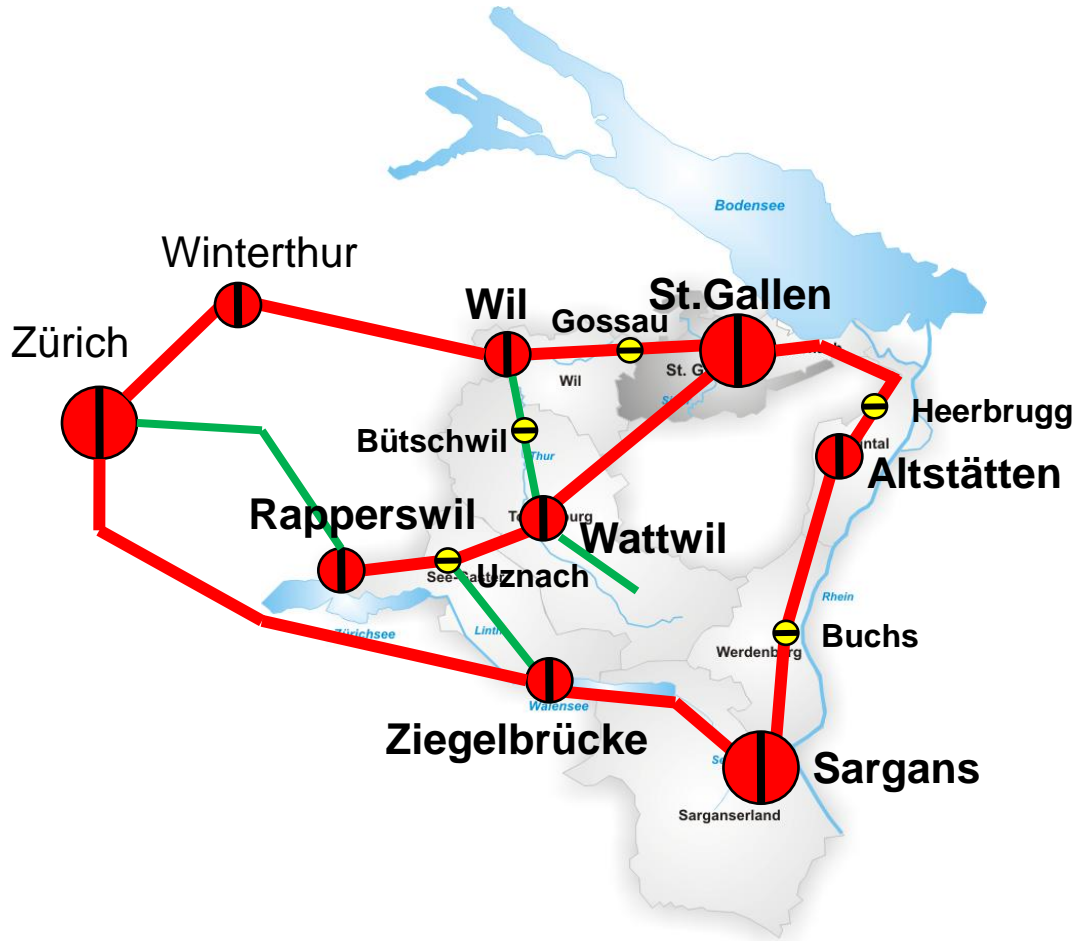 Bodensee
Winterthur
Wil
St.Gallen
Gossau
Zürich
Wil
Heerbrugg
Bütschwil
Thur
Altstätten
Rapperswil
Wattwil
Uznach
Rhein
Zürichsee
Linth
Buchs
Werdenberg
Walensee
Ziegelbrücke
Sargans
Sarganserland